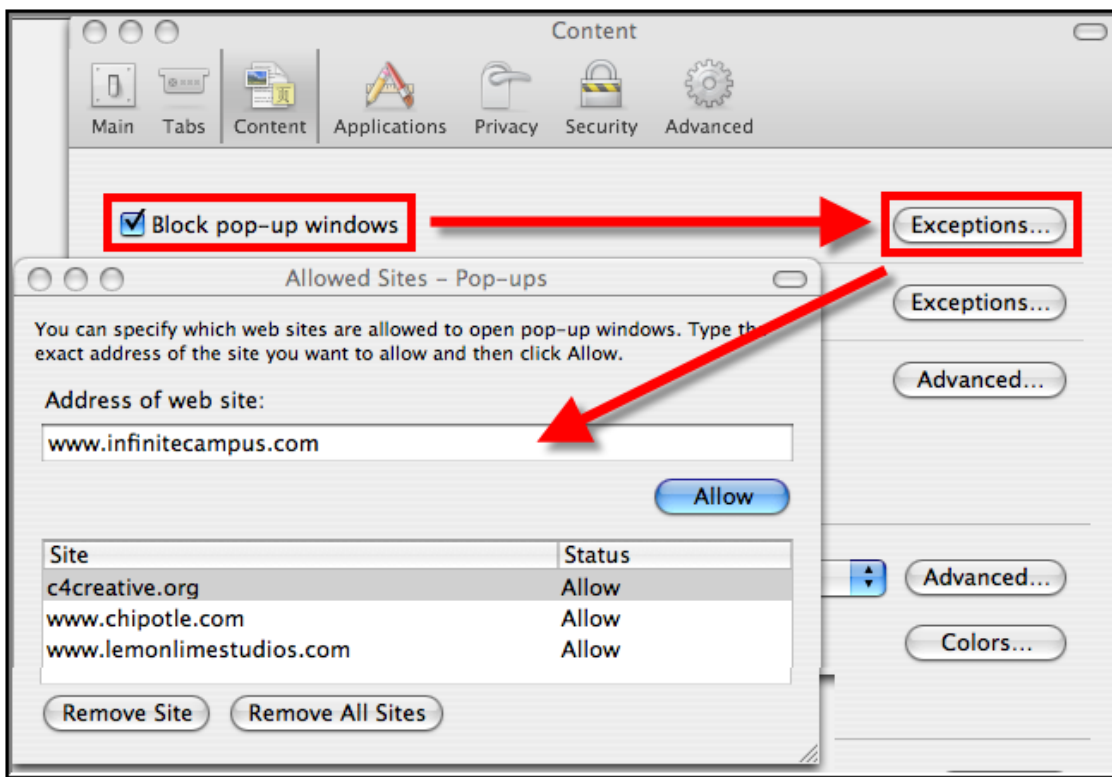 Content
Main Tabs Content Applications Privacy Security Advanced
Block pop-up windows
Exceptions...
Exceptions...
Advanced...
Advanced...
Colors...
Allowed Sites – Pop-ups
You can specify which web sites are allowed to open pop-up windows. Type
exact address of the site you want to allow and then click Allow.
Address of web site:
www.infinitecampus.com
Allow
Site Status
c4creative.org Allow
www.chipotle.com Allow
www.lemonlimestudios.com Allow
Remove Site Remove All Sites